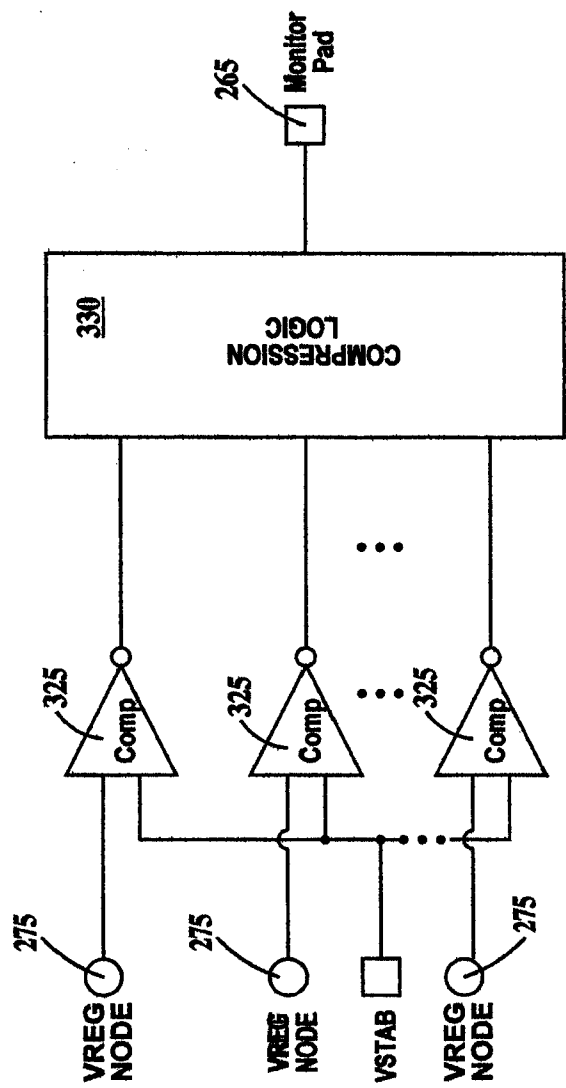 275
VREG
NODE
325
Comp
275
VREG
NODE
325
Comp
VSTAB
275
VREG
NODE
325
Comp
330
COMPRESSION
LOGIC
265
Monitor
Pad